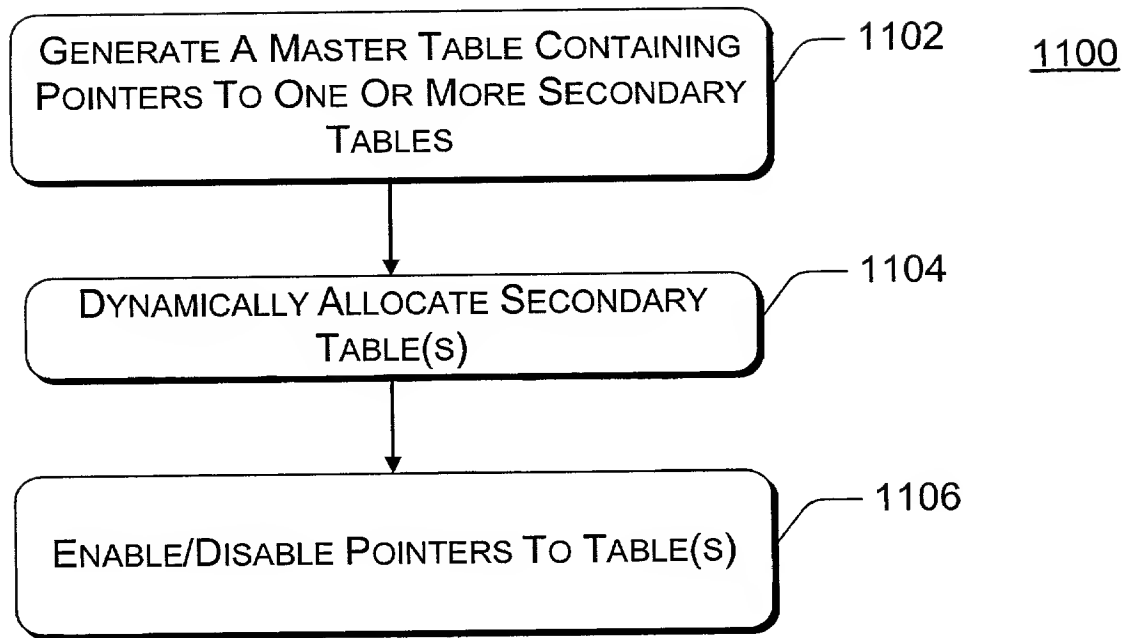 GENERATE A MASTER TABLE CONTAINING
POINTERS TO ONE OR MORE SECONDARY
TABLES
1102
1100
DYNAMICALLY ALLOCATE SECONDARY
TABLE(S)
1104
ENABLE/DISABLE POINTERS TO TABLE(S)
1106